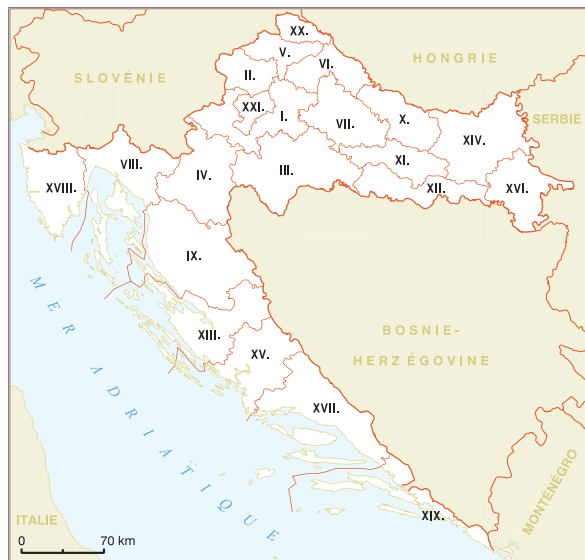 XX.
V.
HONGRIE
VI.
II.
SLOVÉNIE
XXI.
I.
X.
SERBIE
VII.
XIV.
VIII.
XI.
III.
IV.
XVIII.
XII.
XVI.
IX.
MER ADRIATIQUE
XIII.
BOSNIE-
XV.
HERZÉGOVINE
XVII.
MONTÉNÉGRO
XIX.
ITALIE
0 70 km